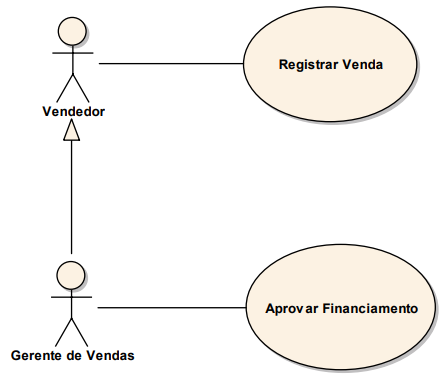 Registrar Venda
Vendedor
Aprovar Financiamento
Gerente de Vendas